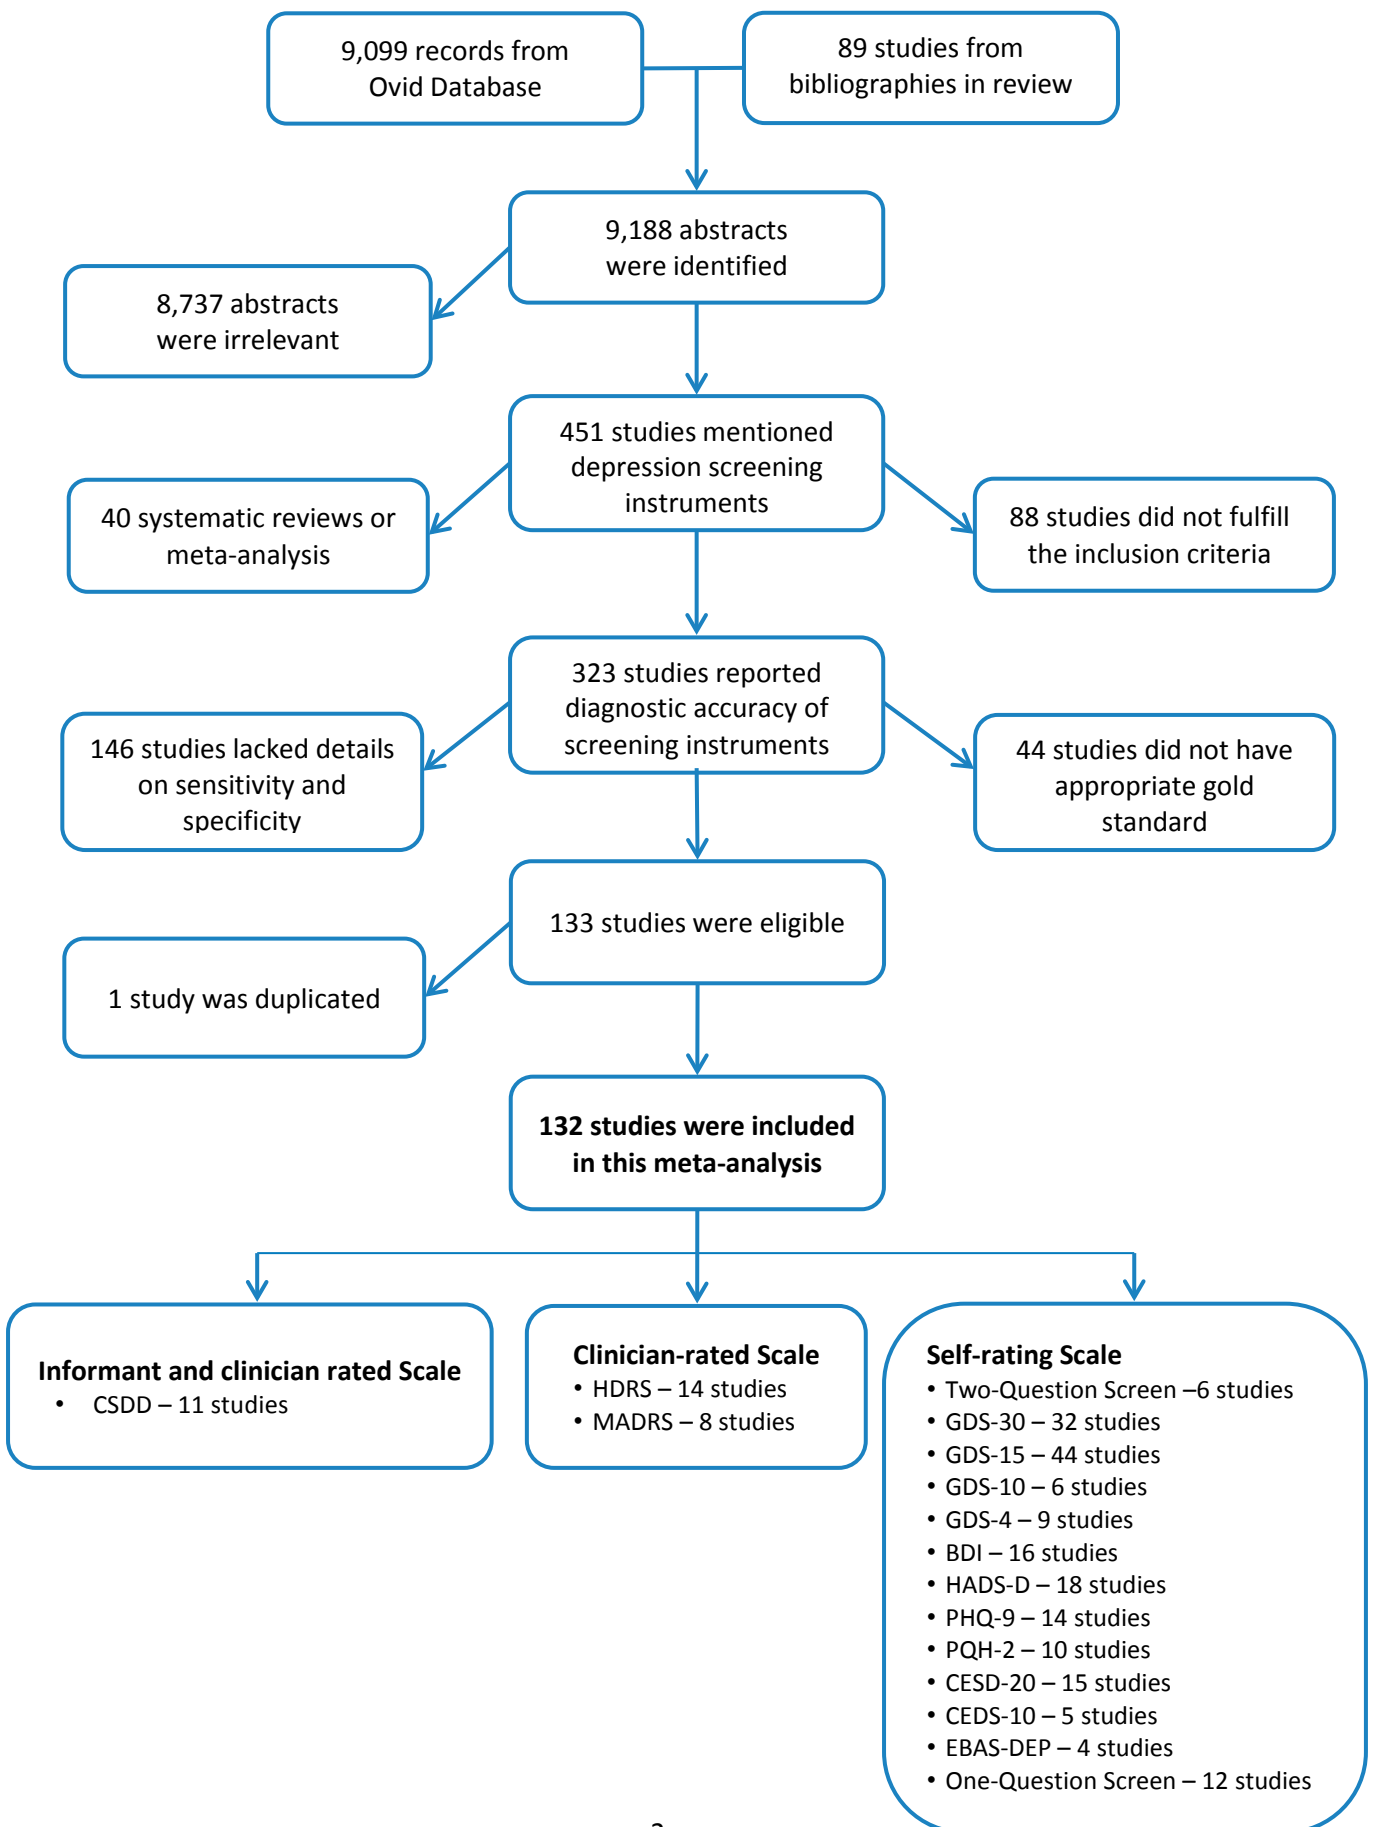 9,099 records from
Ovid Database
89 studies from
bibliographies in review
9,188 abstracts
were identified
8,737 abstracts
were irrelevant
451 studies mentioned
depression screening
instruments
40 systematic reviews or
meta-analysis
88 studies did not fulfill
the inclusion criteria
323 studies reported
diagnostic accuracy of
screening instruments
146 studies lacked details
on sensitivity and
specificity
44 studies did not have
appropriate gold
standard
133 studies were eligible
1 study was duplicated
132 studies were included
in this meta-analysis
Informant and clinician rated Scale
• CSDD – 11 studies
Clinician-rated Scale
• HDRS – 14 studies
• MADRS – 8 studies
Self-rating Scale
• Two-Question Screen –6 studies
• GDS-30 – 32 studies
• GDS-15 – 44 studies
• GDS-10 – 6 studies
• GDS-4 – 9 studies
• BDI – 16 studies
• HADS-D – 18 studies
• PHQ-9 – 14 studies
• PQH-2 – 10 studies
• CESD-20 – 15 studies
• CEDS-10 – 5 studies
• EBAS-DEP – 4 studies
• One-Question Screen – 12 studies